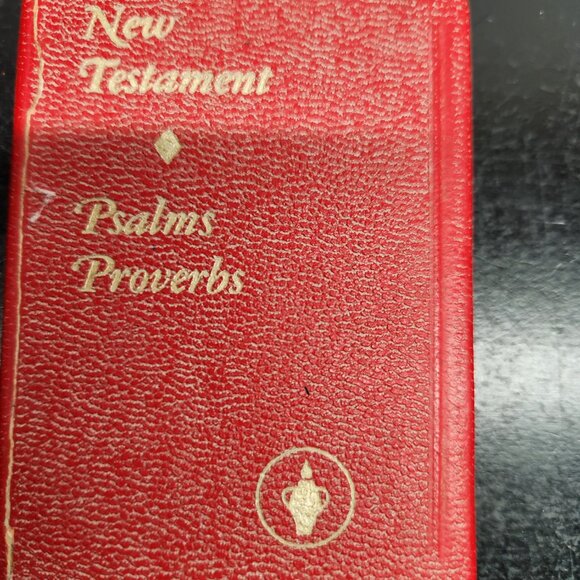 New
Testament
Psalms
Proverbs